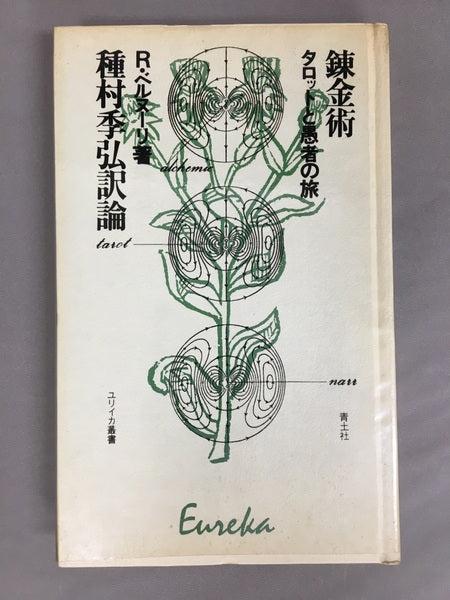 錬金術
タロットと愚者の旅
R・ベルヌーリ著
種村季弘訳論
alchemia
tarot
narr
青土社
ユリイカ叢書
Eureka